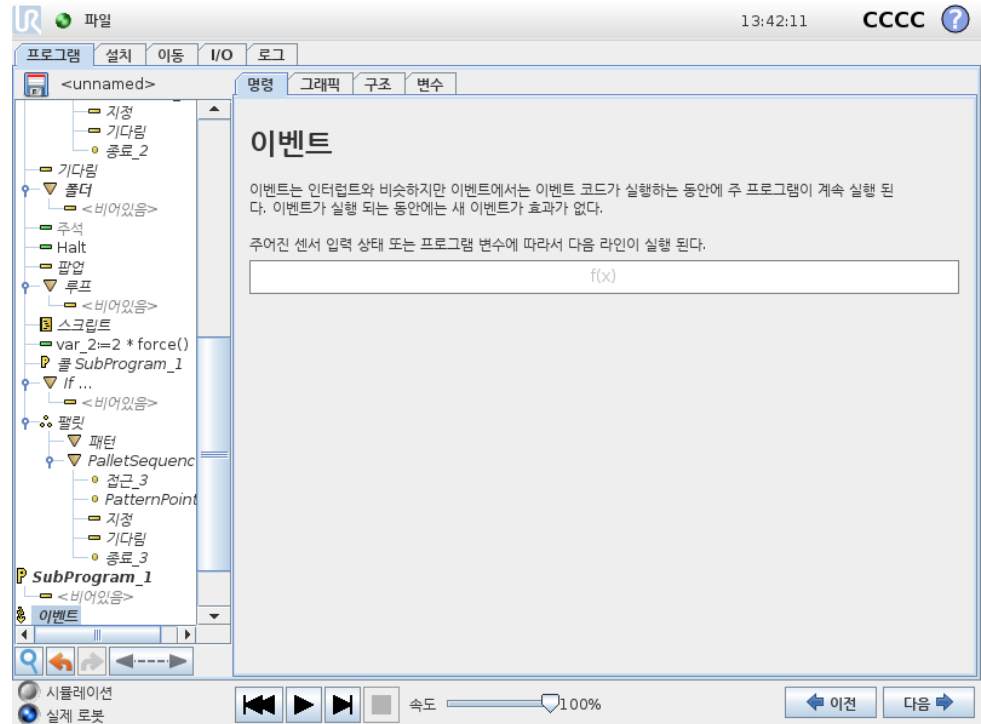 UR 파일 13:42:11 CCCC ?
프로그램 설치 이동 I/O 로그
<unnamed> 명령 그래픽 구조 변수
지정
기다림
종료_2
기다림
폴더
<비어있음>
주석
Halt
팝업
루프
<비어있음>
스크립트
var_2:=2 * force()
콜 SubProgram_1
If ...
<비어있음>
팰릿
패턴
PalletSequenc
접근_3
PatternPoint
지정
기다림
종료_3
SubProgram_1
<비어있음>
이벤트
이벤트
이벤트는 인터럽트와 비슷하지만 이벤트에서는 이벤트 코드가 실행하는 동안에 주 프로그램이 계속 실행 된
다. 이벤트가 실행 되는 동안에는 새 이벤트가 효과가 없다.
주어진 센서 입력 상태 또는 프로그램 변수에 따라서 다음 라인이 실행 된다.
f(x)
시뮬레이션
실제 로봇
속도 100%
이전 다음